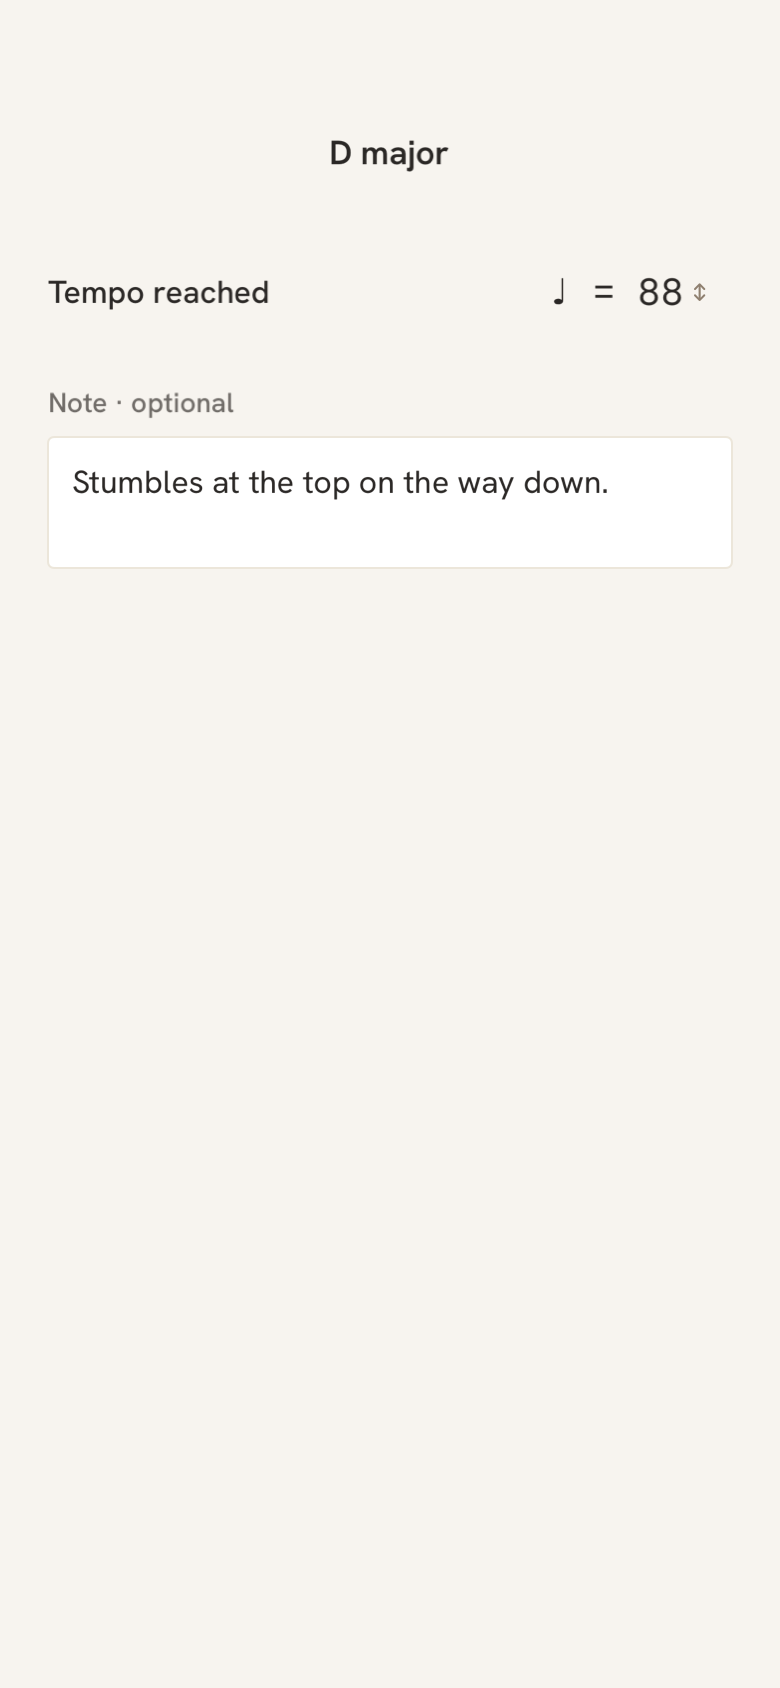 D major
Tempo reached ♩ = 88
Note · optional
Stumbles at the top on the way down.